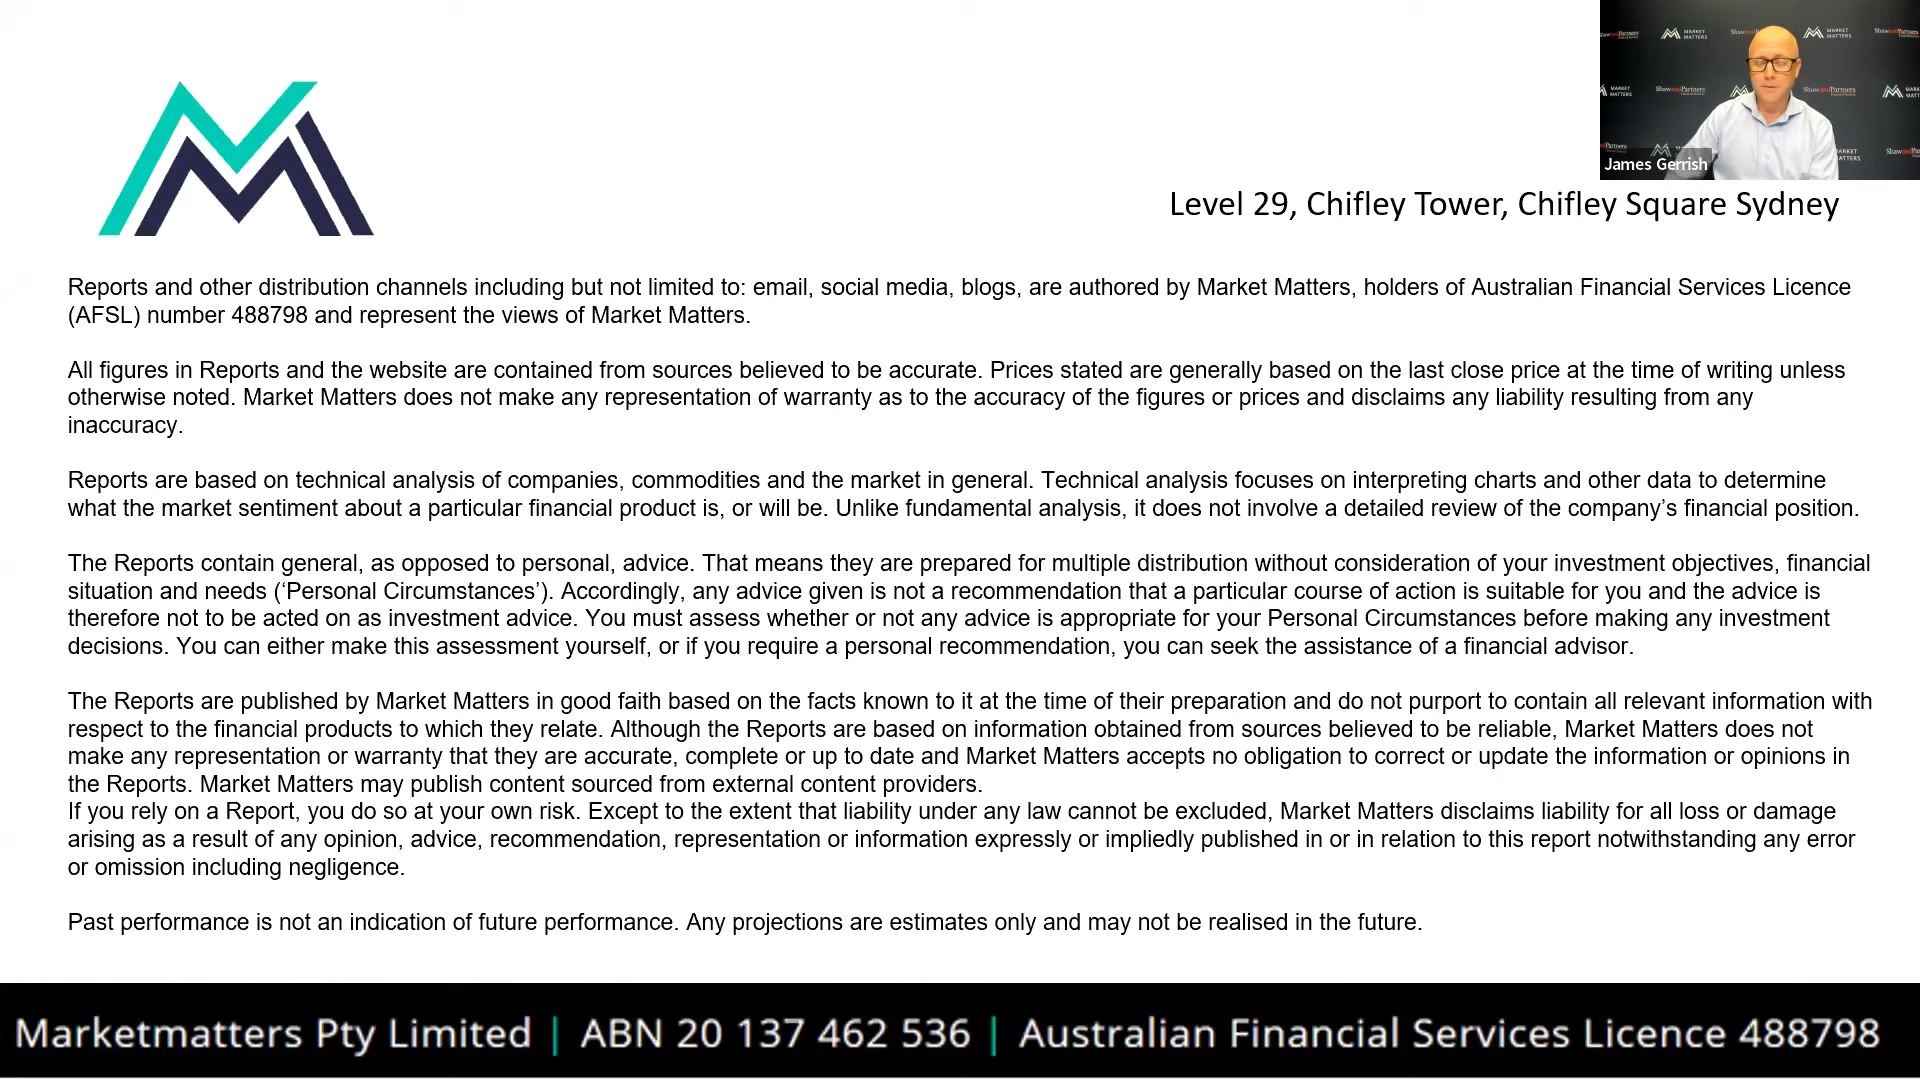 MARKET MATTERS
ShawandPartners
James Gerrish
Level 29, Chifley Tower, Chifley Square Sydney
Reports and other distribution channels including but not limited to: email, social media, blogs, are authored by Market Matters, holders of Australian Financial Services Licence
(AFSL) number 488798 and represent the views of Market Matters.
All figures in Reports and the website are contained from sources believed to be accurate. Prices stated are generally based on the last close price at the time of writing unless
otherwise noted. Market Matters does not make any representation of warranty as to the accuracy of the figures or prices and disclaims any liability resulting from any
inaccuracy.
Reports are based on technical analysis of companies, commodities and the market in general. Technical analysis focuses on interpreting charts and other data to determine
what the market sentiment about a particular financial product is, or will be. Unlike fundamental analysis, it does not involve a detailed review of the company’s financial position.
The Reports contain general, as opposed to personal, advice. That means they are prepared for multiple distribution without consideration of your investment objectives, financial
situation and needs (‘Personal Circumstances’). Accordingly, any advice given is not a recommendation that a particular course of action is suitable for you and the advice is
therefore not to be acted on as investment advice. You must assess whether or not any advice is appropriate for your Personal Circumstances before making any investment
decisions. You can either make this assessment yourself, or if you require a personal recommendation, you can seek the assistance of a financial advisor.
The Reports are published by Market Matters in good faith based on the facts known to it at the time of their preparation and do not purport to contain all relevant information with
respect to the financial products to which they relate. Although the Reports are based on information obtained from sources believed to be reliable, Market Matters does not
make any representation or warranty that they are accurate, complete or up to date and Market Matters accepts no obligation to correct or update the information or opinions in
the Reports. Market Matters may publish content sourced from external content providers.
If you rely on a Report, you do so at your own risk. Except to the extent that liability under any law cannot be excluded, Market Matters disclaims liability for all loss or damage
arising as a result of any opinion, advice, recommendation, representation or information expressly or impliedly published in or in relation to this report notwithstanding any error
or omission including negligence.
Past performance is not an indication of future performance. Any projections are estimates only and may not be realised in the future.
Marketmatters Pty Limited | ABN 20 137 462 536 | Australian Financial Services Licence 488798